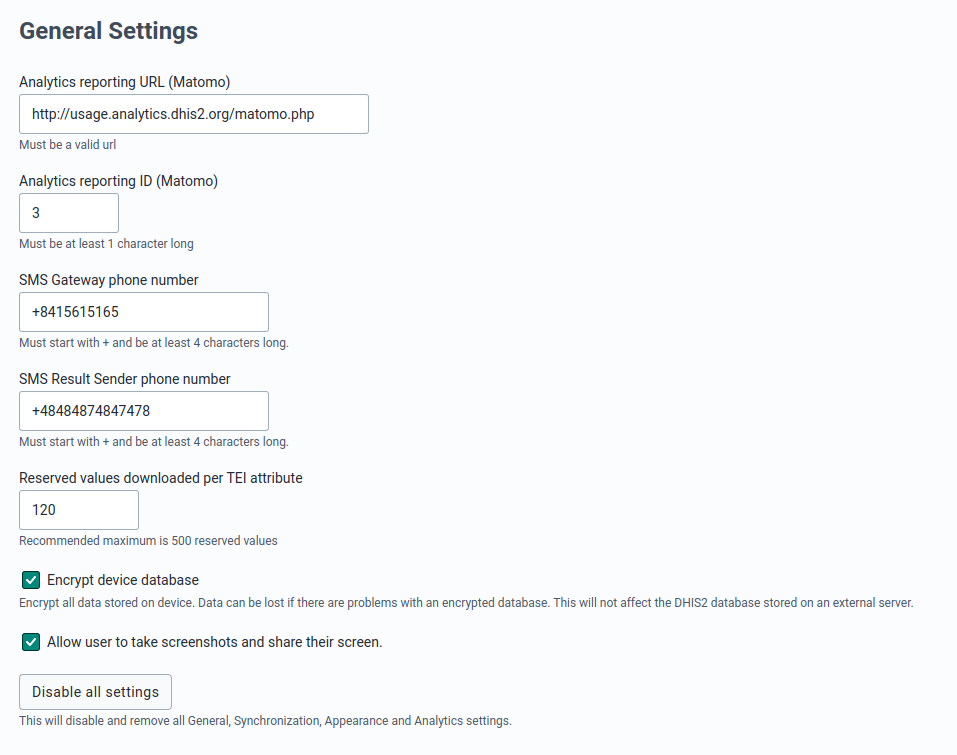 General Settings
Analytics reporting URL (Matomo)
http://usage.analytics.dhis2.org/matomo.php
Must be a valid url
Analytics reporting ID (Matomo)
3
Must be at least 1 character long
SMS Gateway phone number
+8415615165
Must start with + and be at least 4 characters long.
SMS Result Sender phone number
+48484874847478
Must start with + and be at least 4 characters long.
Reserved values downloaded per TEI attribute
120
Recommended maximum is 500 reserved values
Encrypt device database
Encrypt all data stored on device. Data can be lost if there are problems with an encrypted database. This will not affect the DHIS2 database stored on an external server.
Allow user to take screenshots and share their screen.
Disable all settings
This will disable and remove all General, Synchronization, Appearance and Analytics settings.